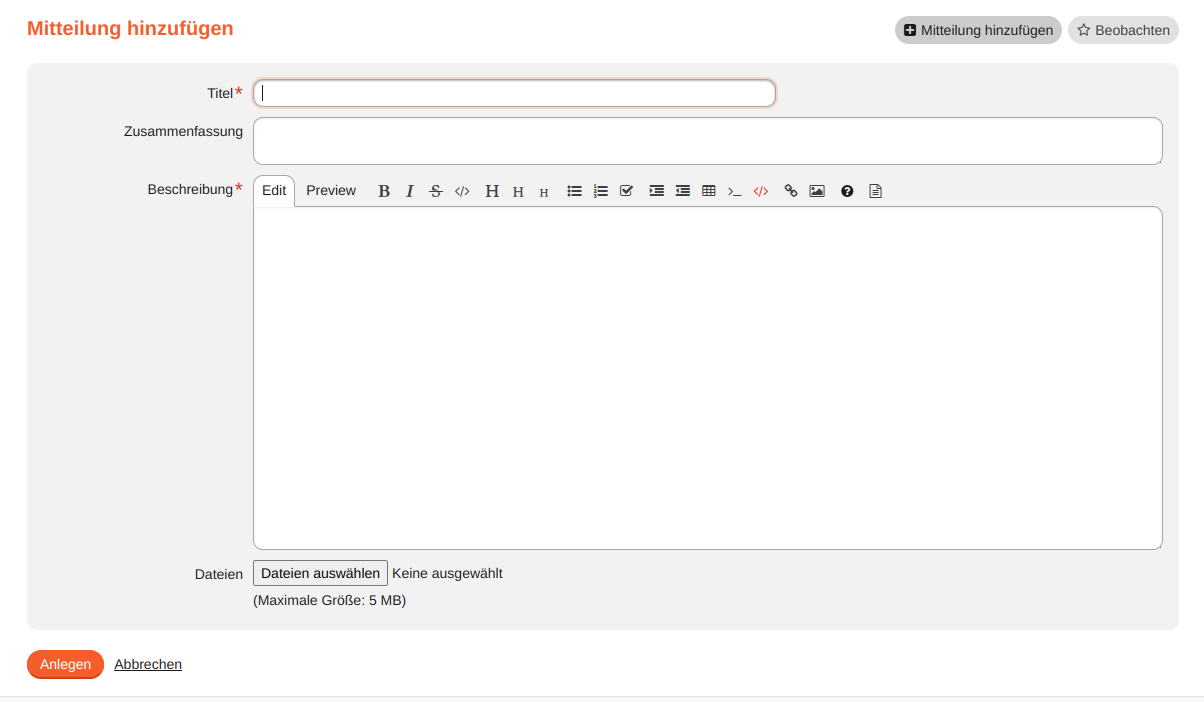 Mitteilung hinzufügen
Mitteilung hinzufügen
Beobachten
Titel*
Zusammenfassung
Beschreibung*
Edit Preview B I S </> H H H
Dateien Dateien auswählen Keine ausgewählt
(Maximale Größe: 5 MB)
Anlegen Abbrechen